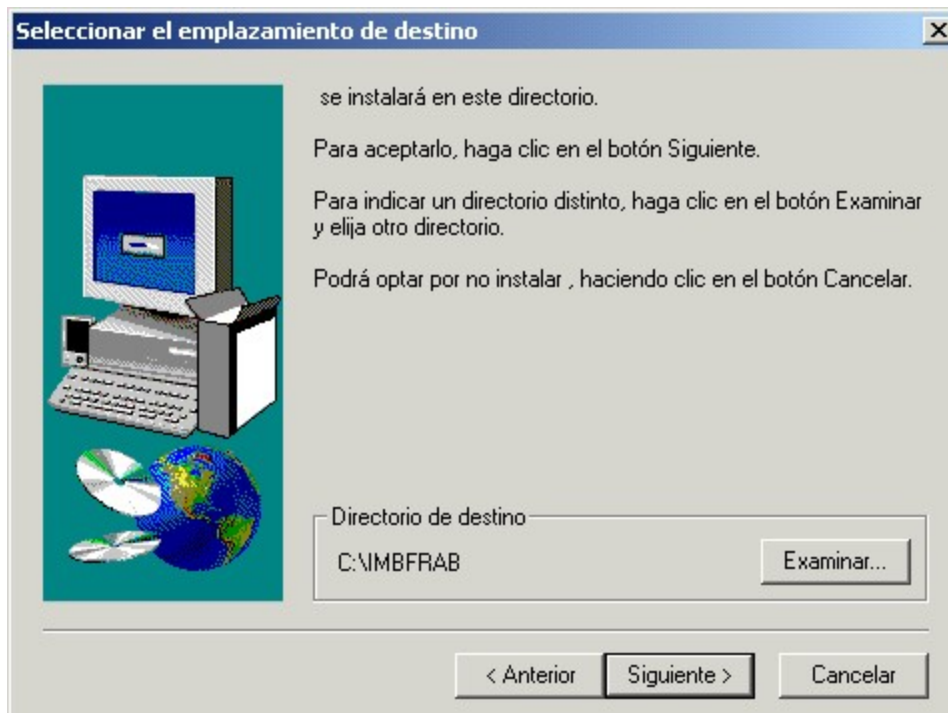 Seleccionar el emplazamiento de destino
se instalará en este directorio.
Para aceptarlo, haga clic en el botón Siguiente.
Para indicar un directorio distinto, haga clic en el botón Examinar
y elija otro directorio.
Podrá optar por no instalar , haciendo clic en el botón Cancelar.
Directorio de destino
C:\IMBFRAB
Examinar...
< Anterior
Siguiente >
Cancelar